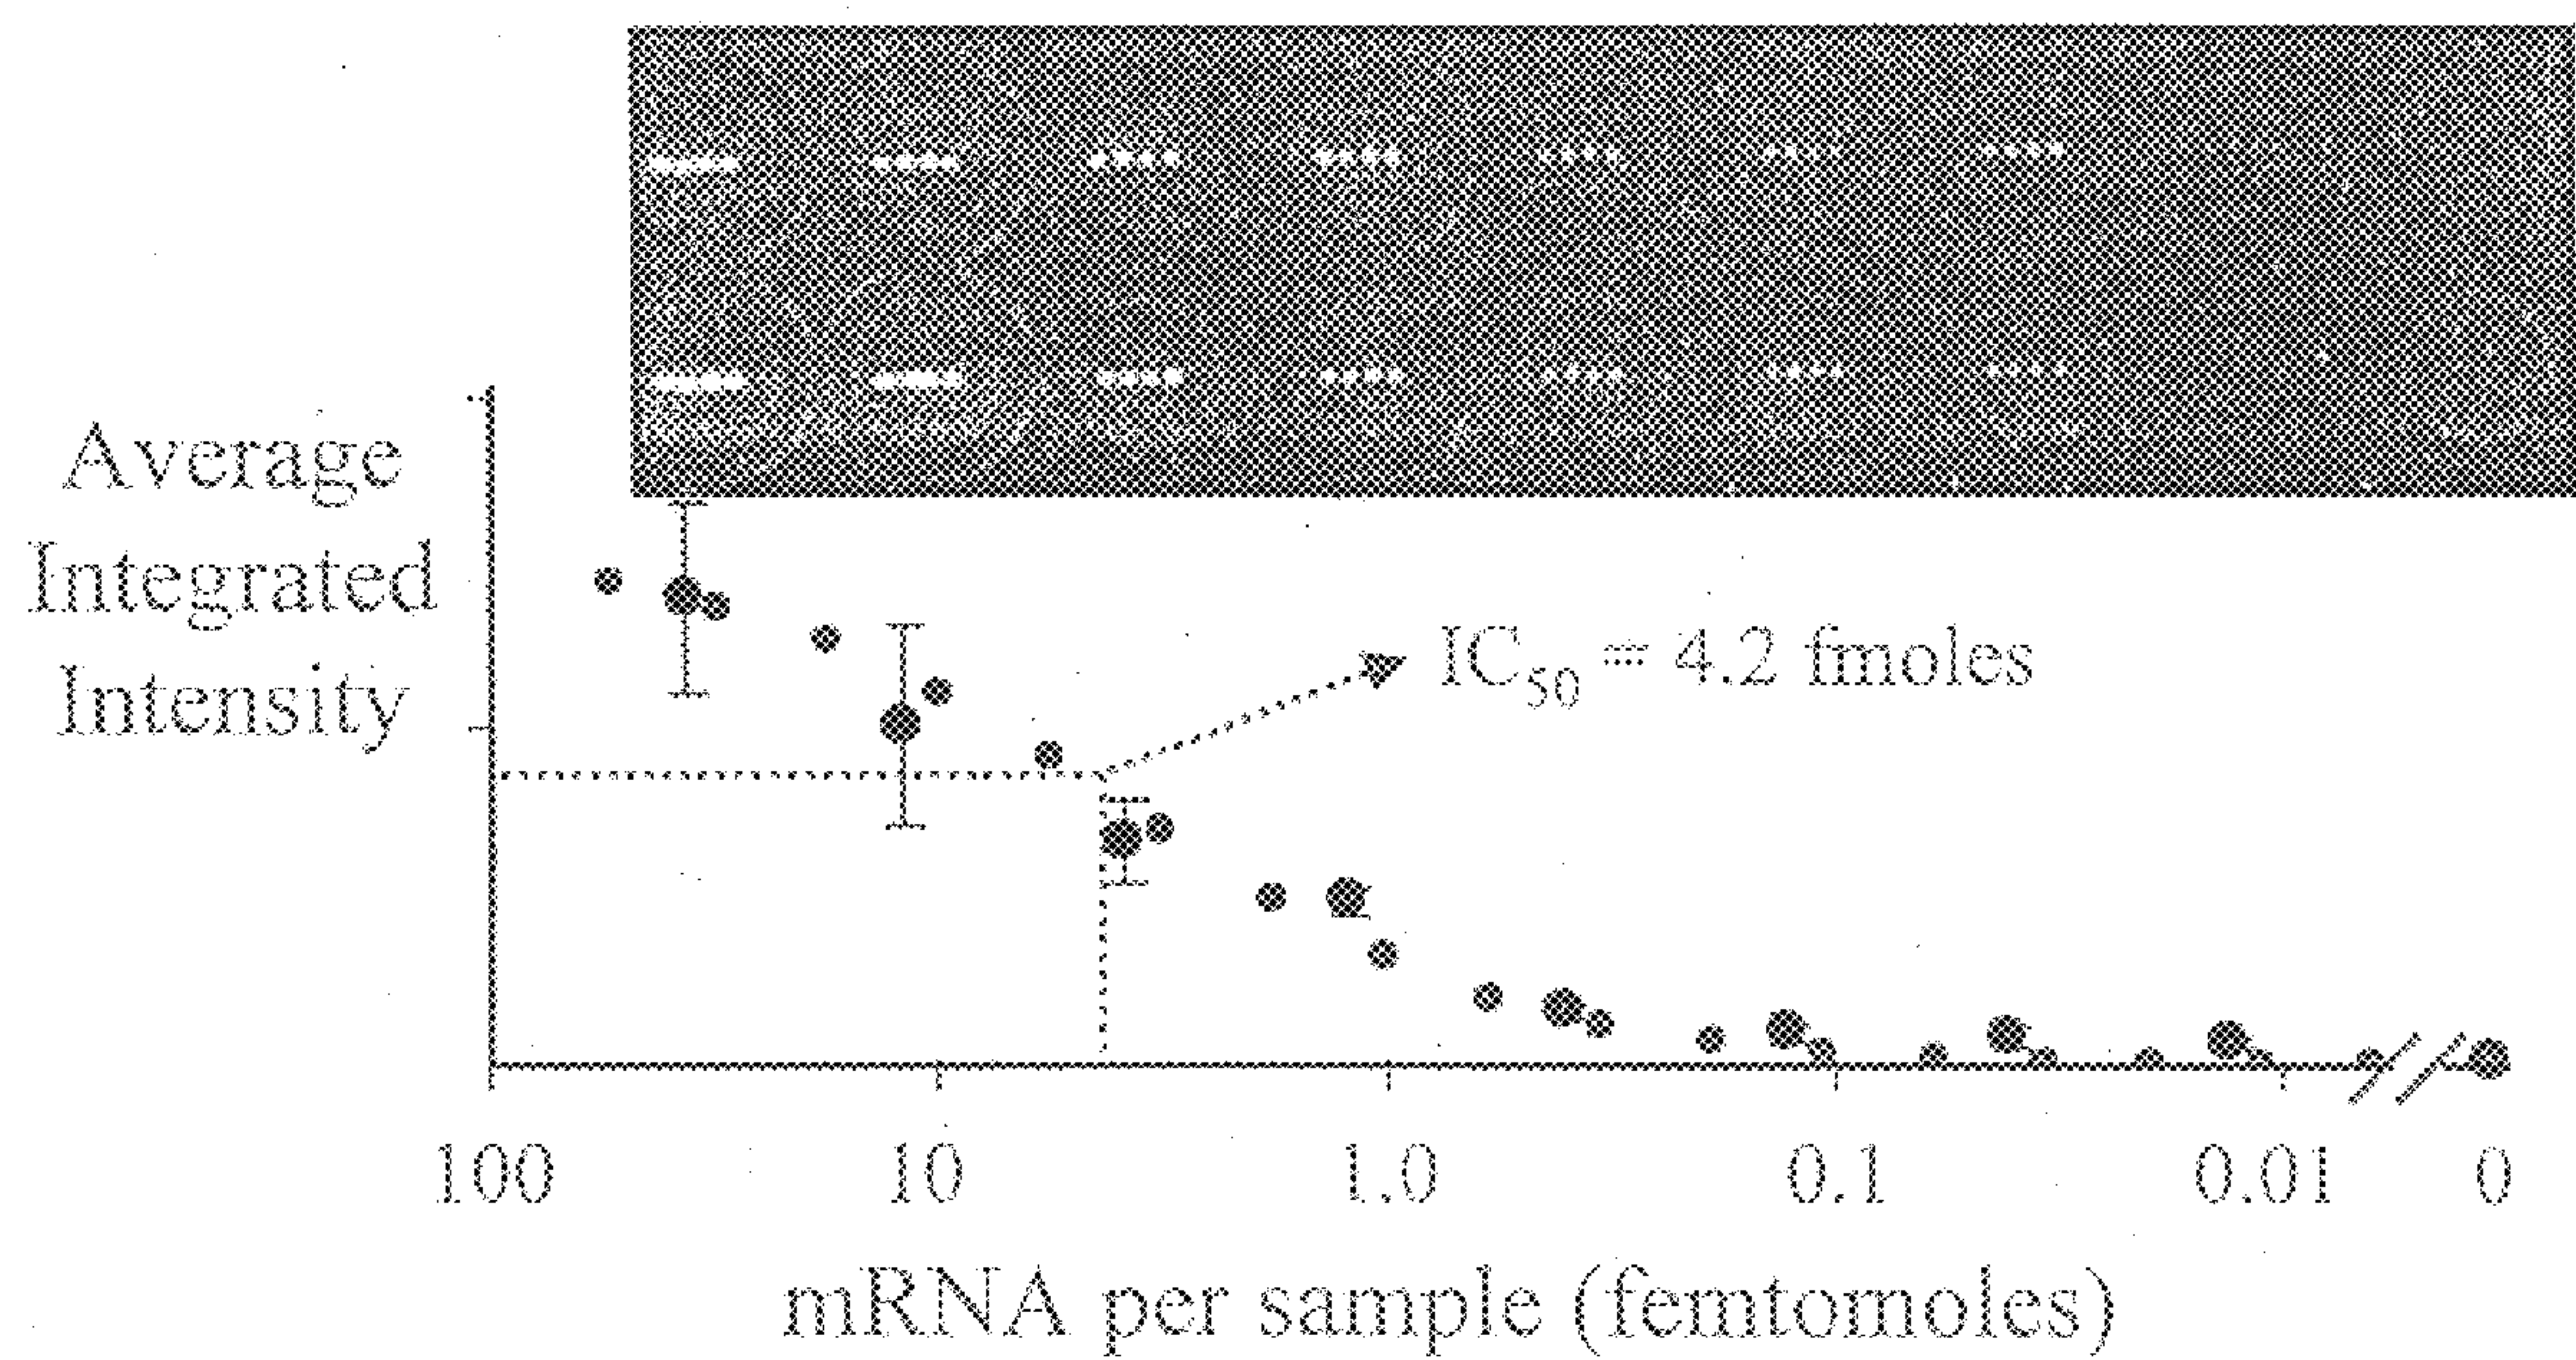 Average
Integrated
Intensity
IC50 = 4.2 fmoles
100 10 1.0 0.1 0.01 0
mRNA per sample (femtomoles)